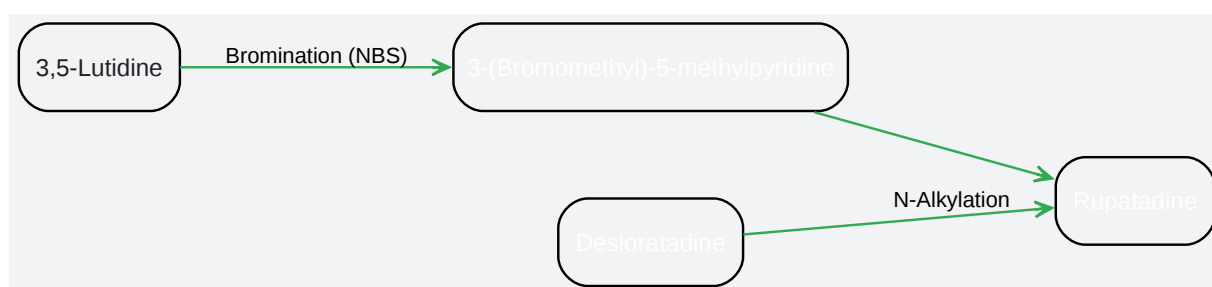 3,5-Lutidine
Bromination (NBS)
3-(Bromomethyl)-5-methylpyridine
Desloratadine
N-Alkylation
Rupatadine